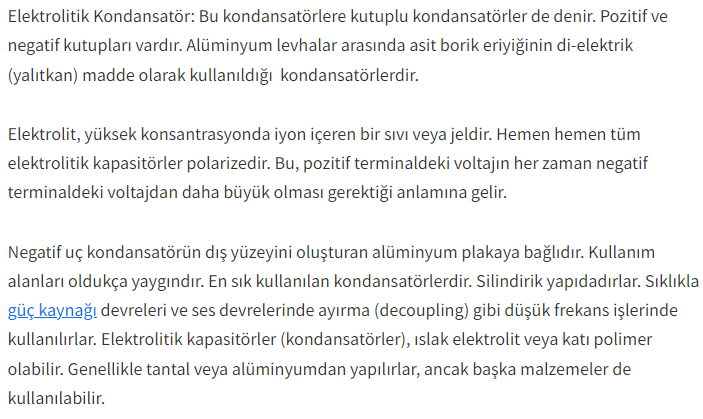 Elektrolitik Kondansatör: Bu kondansatörlere kutuplu kondansatörler de denir. Pozitif ve
negatif kutupları vardır. Alüminyum levhalar arasında asit borik eriyiğinin di-elektrik
(yalıtkan) madde olarak kullanıldığı  kondansatörlerdir.

Elektrolit, yüksek konsantrasyonda iyon içeren bir sıvı veya jeldir. Hemen hemen tüm
elektrolitik kapasitörler polarizedir. Bu, pozitif terminaldeki voltajın her zaman negatif
terminaldeki voltajdan daha büyük olması gerektiği anlamına gelir.

Negatif uç kondansatörün dış yüzeyini oluşturan alüminyum plakaya bağlıdır. Kullanım
alanları oldukça yaygındır. En sık kullanılan kondansatörlerdir. Silindirik yapıdadırlar. Sıklıkla
güç kaynağı devreleri ve ses devrelerinde ayırma (decoupling) gibi düşük frekans işlerinde
kullanılırlar. Elektrolitik kapasitörler (kondansatörler), ıslak elektrolit veya katı polimer
olabilir. Genellikle tantal veya alüminyumdan yapılırlar, ancak başka malzemeler de
kullanılabilir.